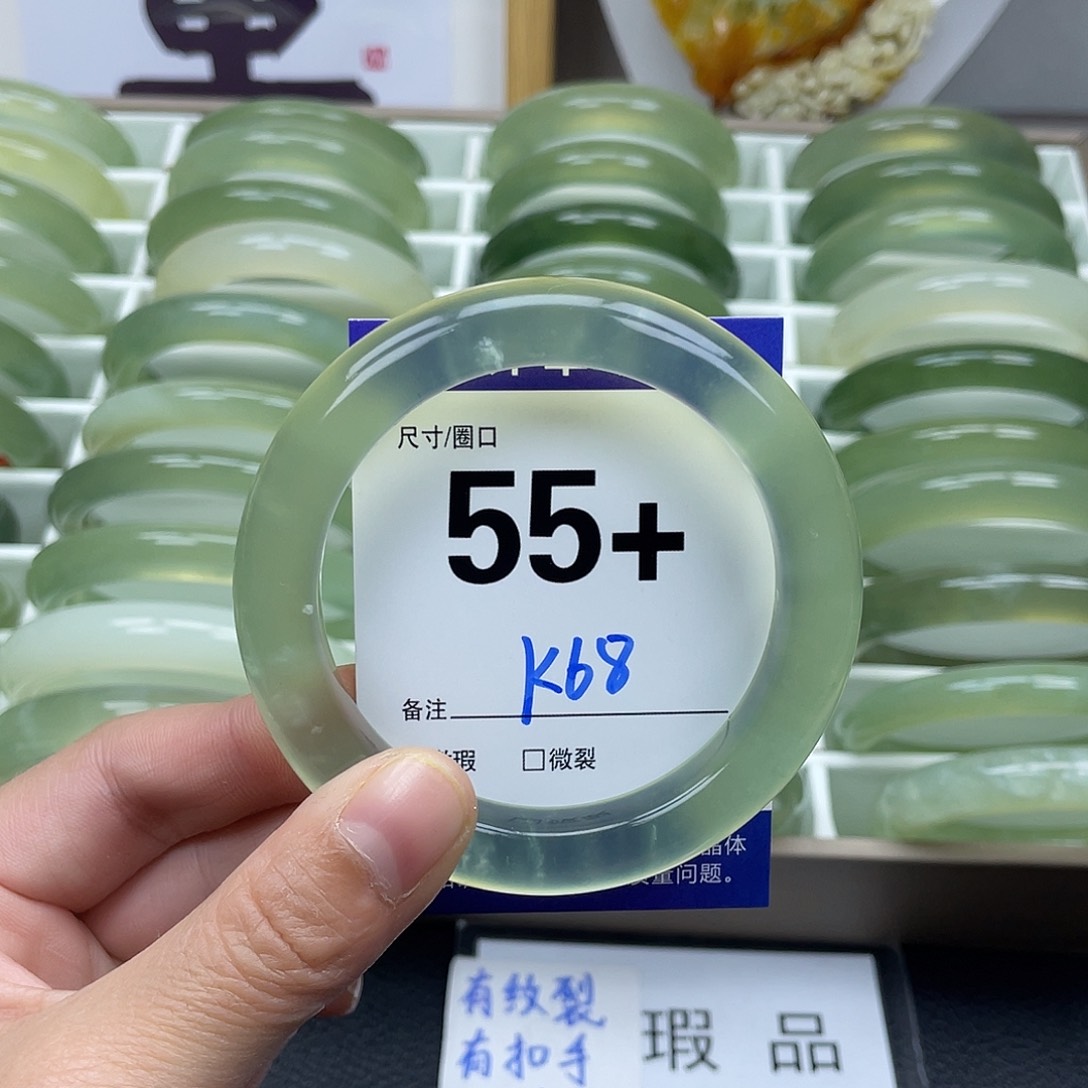 尺寸/圈口
55+
K68
备注
瑕 □微裂
晶体
量问题。
有纹裂
有扣手
瑕 品